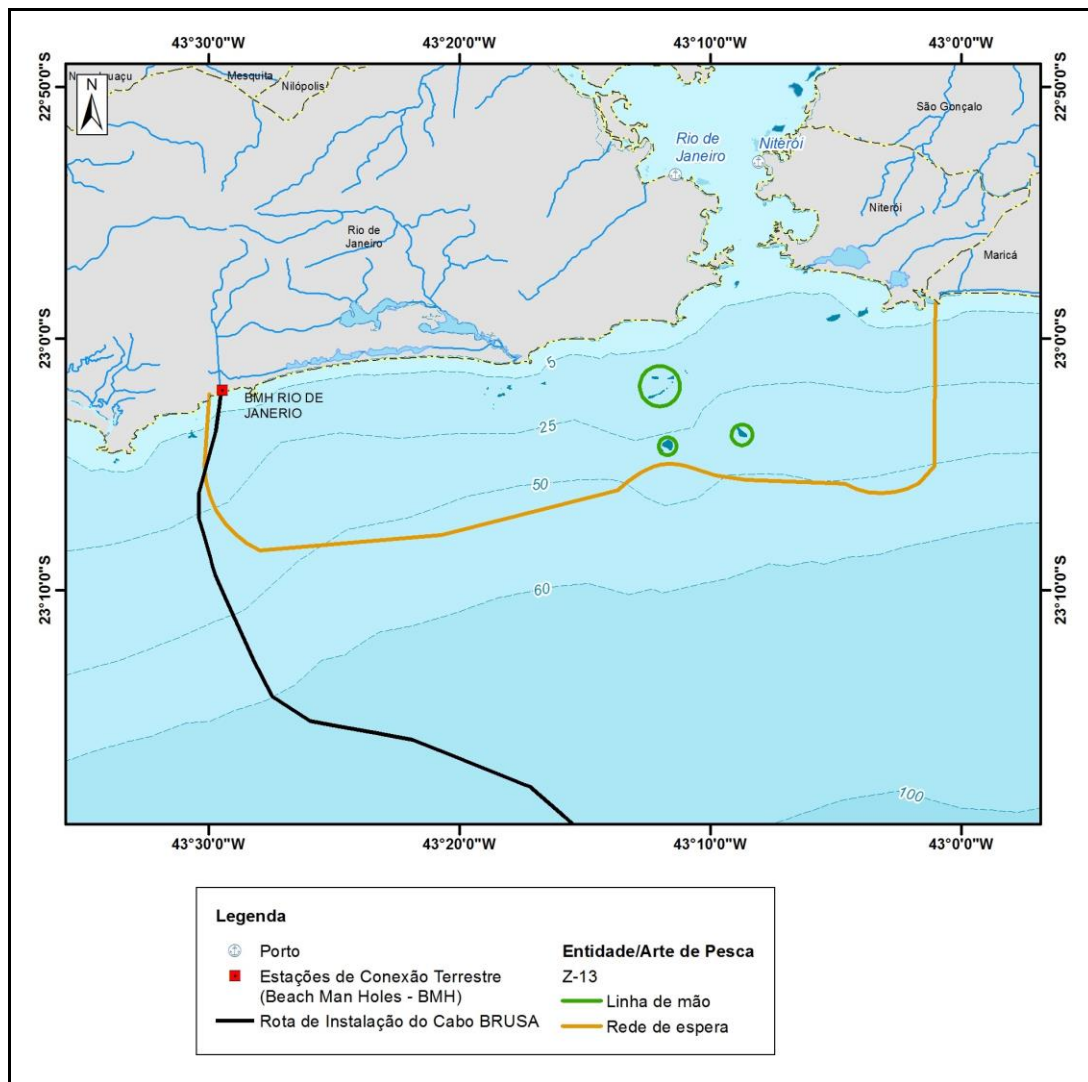 43°30'0"W 43°20'0"W 43°10'0"W 43°0'0"W
22°50'0"S
22°50'0"S
Mesquita
Nilópolis
São Gonçalo
N
Rio de
Janeiro
Niterói
Niterói
Rio de
Janeiro
Maricá
23°0'0"S
23°0'0"S
5
BMH RIO DE
JANERIO
25
50
60
23°10'0"S
23°10'0"S
100
43°30'0"W 43°20'0"W 43°10'0"W 43°0'0"W
Legenda
Porto
Estações de Conexão Terrestre
(Beach Man Holes - BMH)
Rota de Instalação do Cabo BRUSA
Entidade/Arte de Pesca
Z-13
Linha de mão
Rede de espera